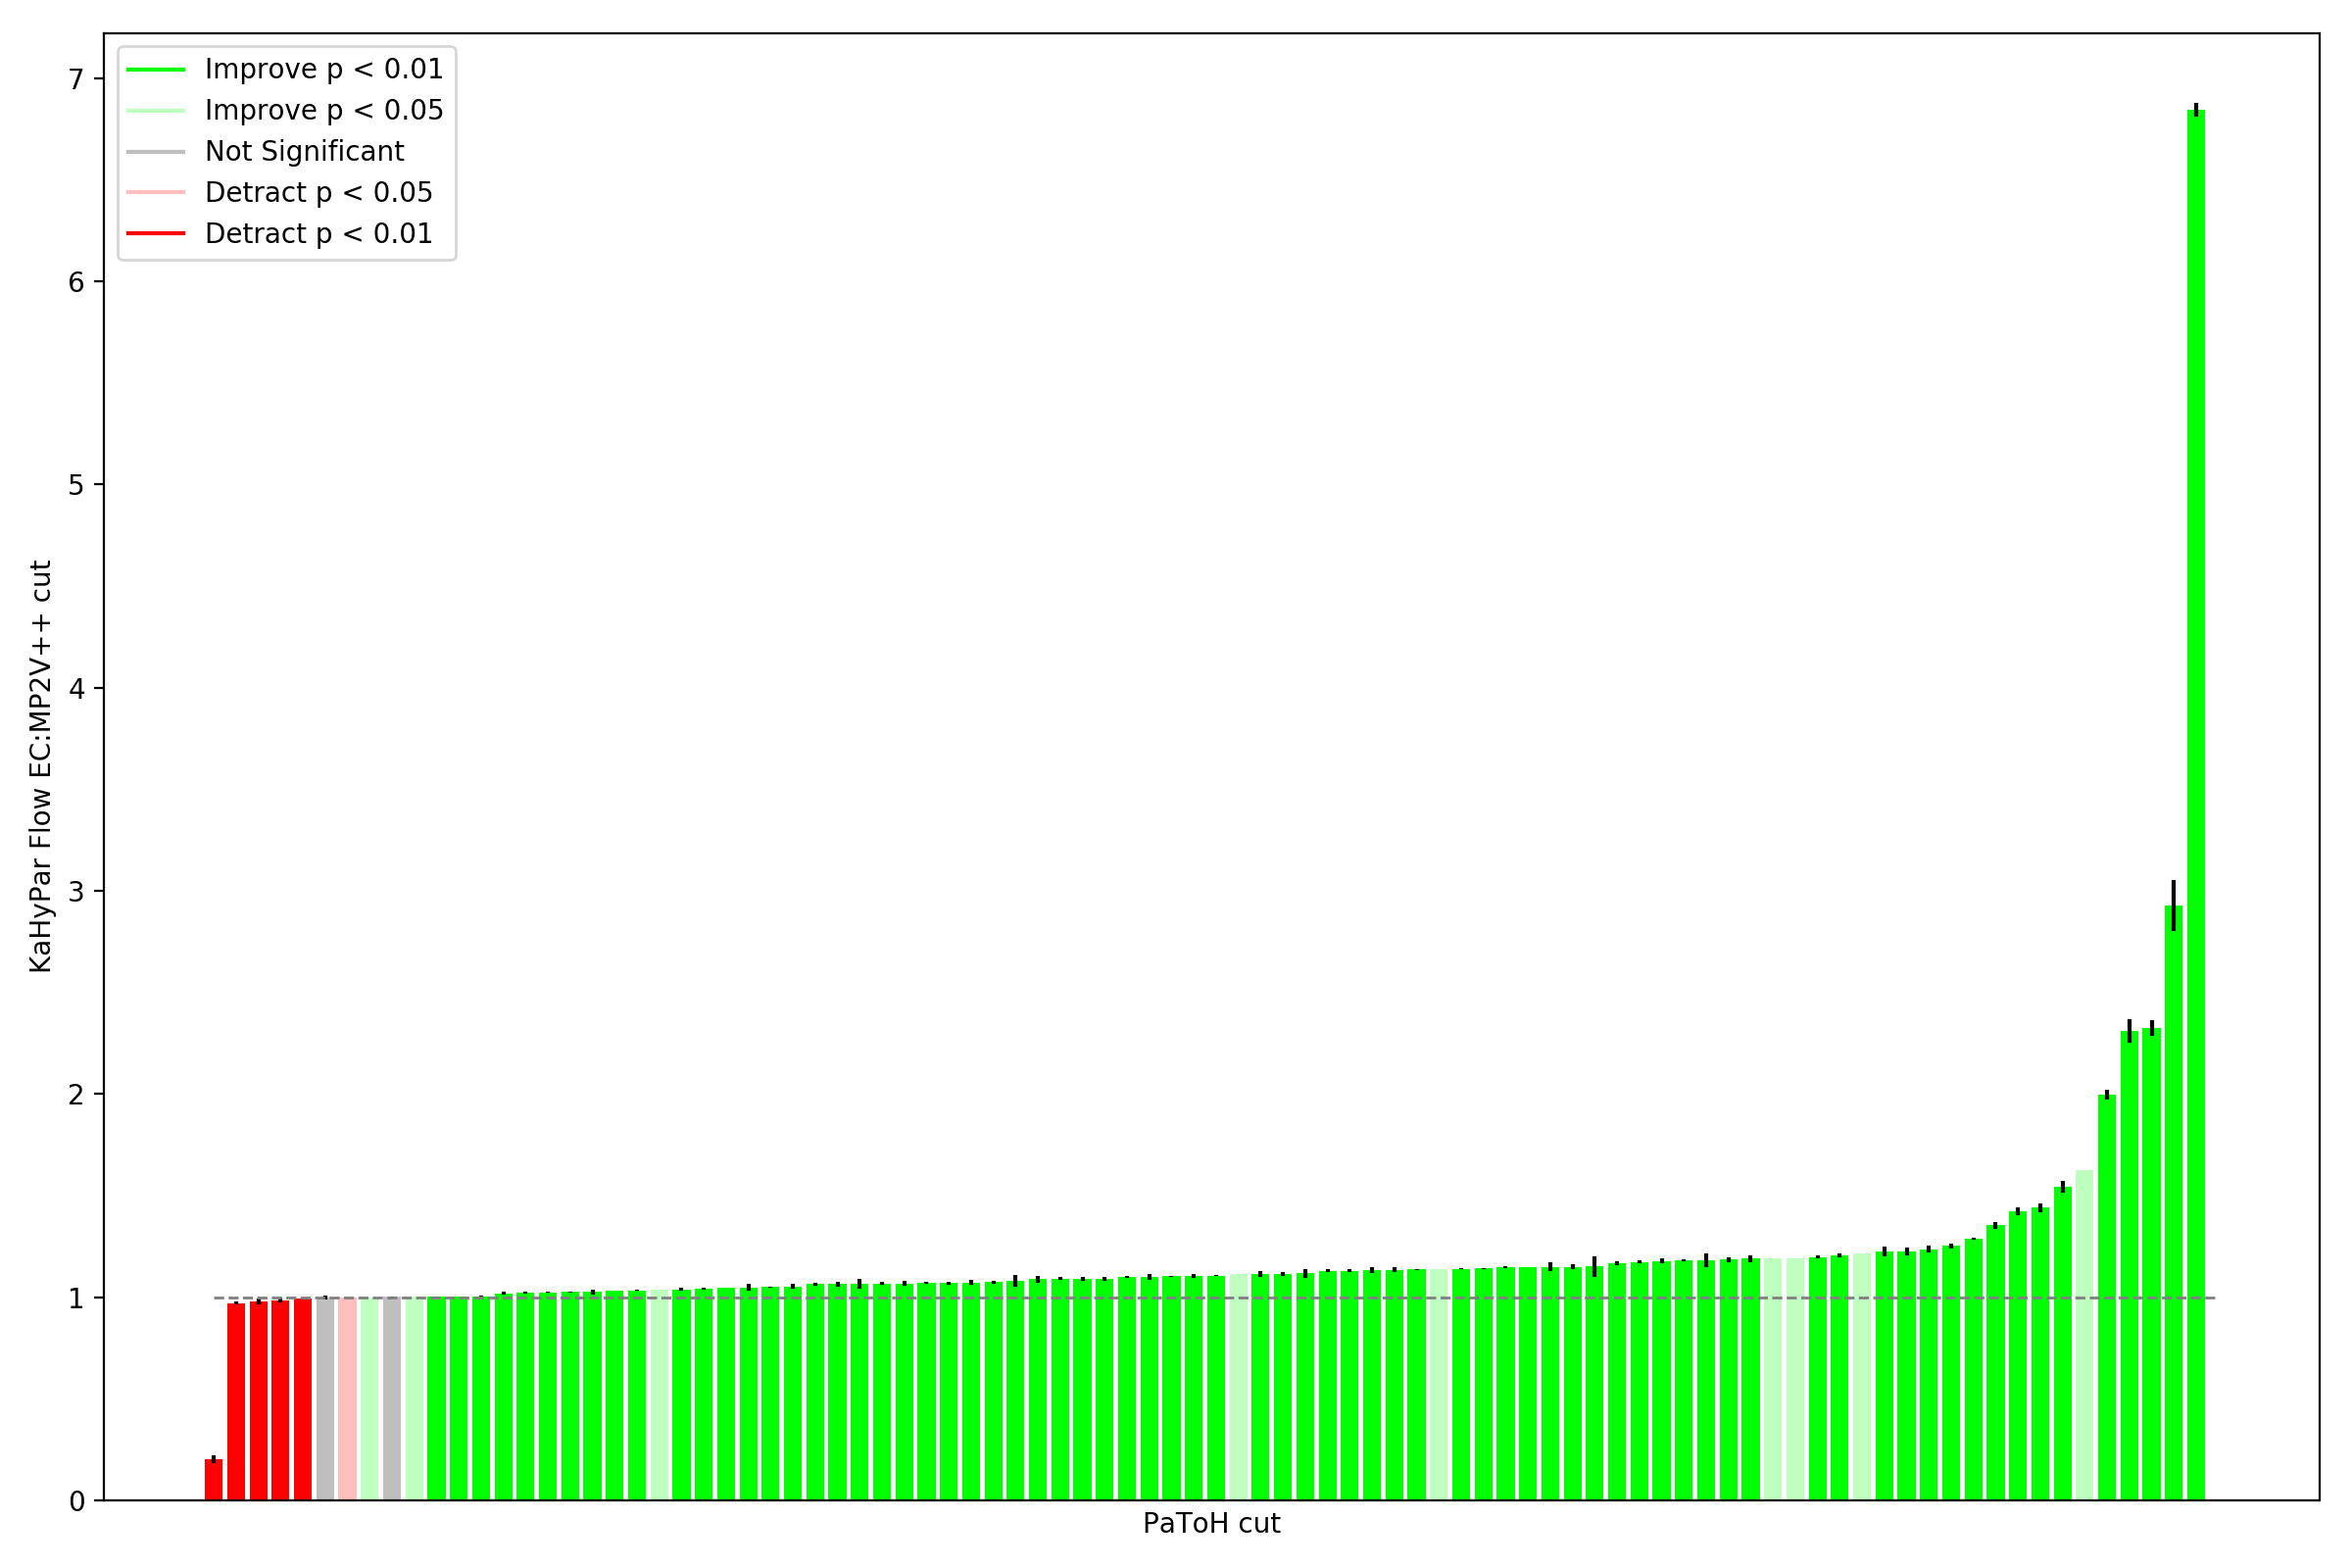 Improve p < 0.01
Improve p < 0.05
Not Significant
Detract p < 0.05
Detract p < 0.01
7
6
5
4
3
2
1
0
KaHyPar Flow EC:MP2V++ cut
PaToH cut